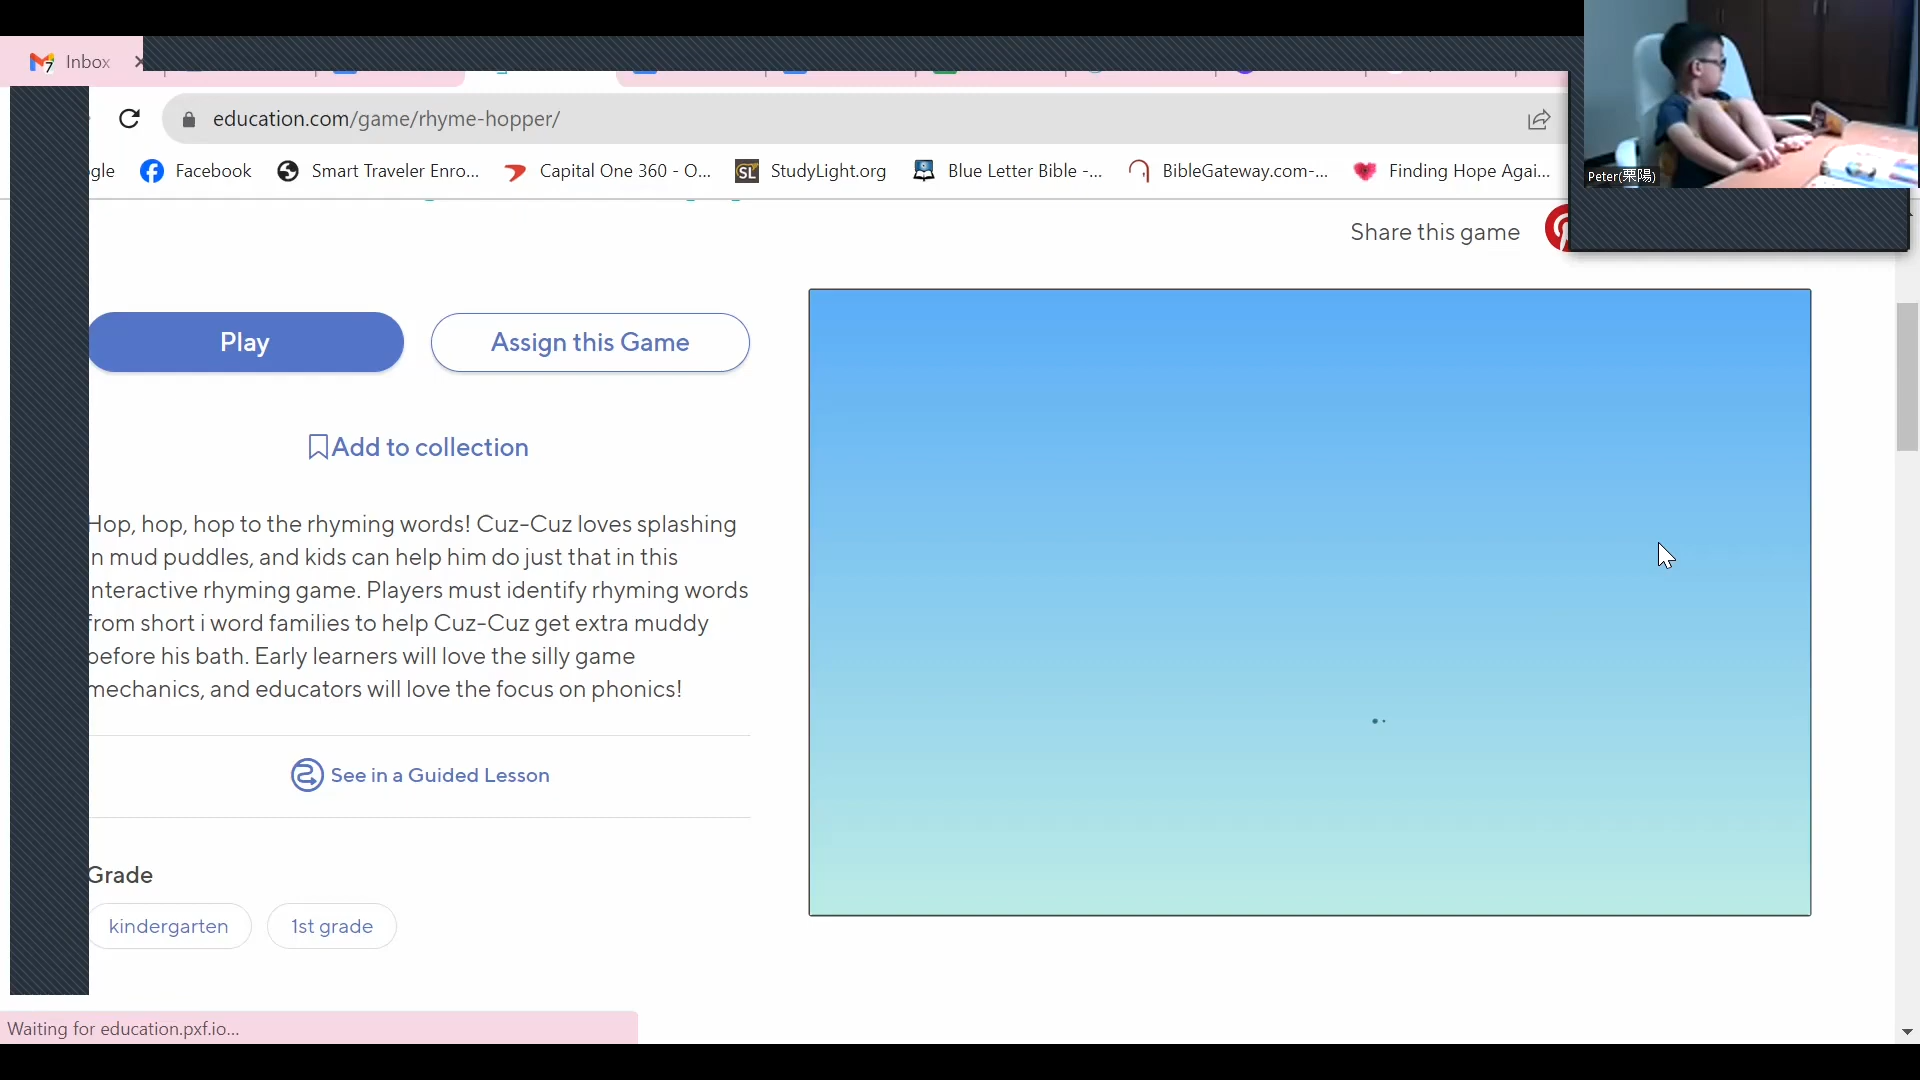 Inbox
education.com/game/rhyme-hopper/
gle
Facebook
Smart Traveler Enro...
Capital One 360 - O...
StudyLight.org
Blue Letter Bible -...
BibleGateway.com-...
Finding Hope Agai...
Peter(栗陽)
Share this game
Play
Assign this Game
Add to collection
Hop, hop, hop to the rhyming words! Cuz-Cuz loves splashing
n mud puddles, and kids can help him do just that in this
nteractive rhyming game. Players must identify rhyming words
from short i word families to help Cuz-Cuz get extra muddy
before his bath. Early learners will love the silly game
mechanics, and educators will love the focus on phonics!
See in a Guided Lesson
Grade
kindergarten
1st grade
Waiting for education.pxf.io...